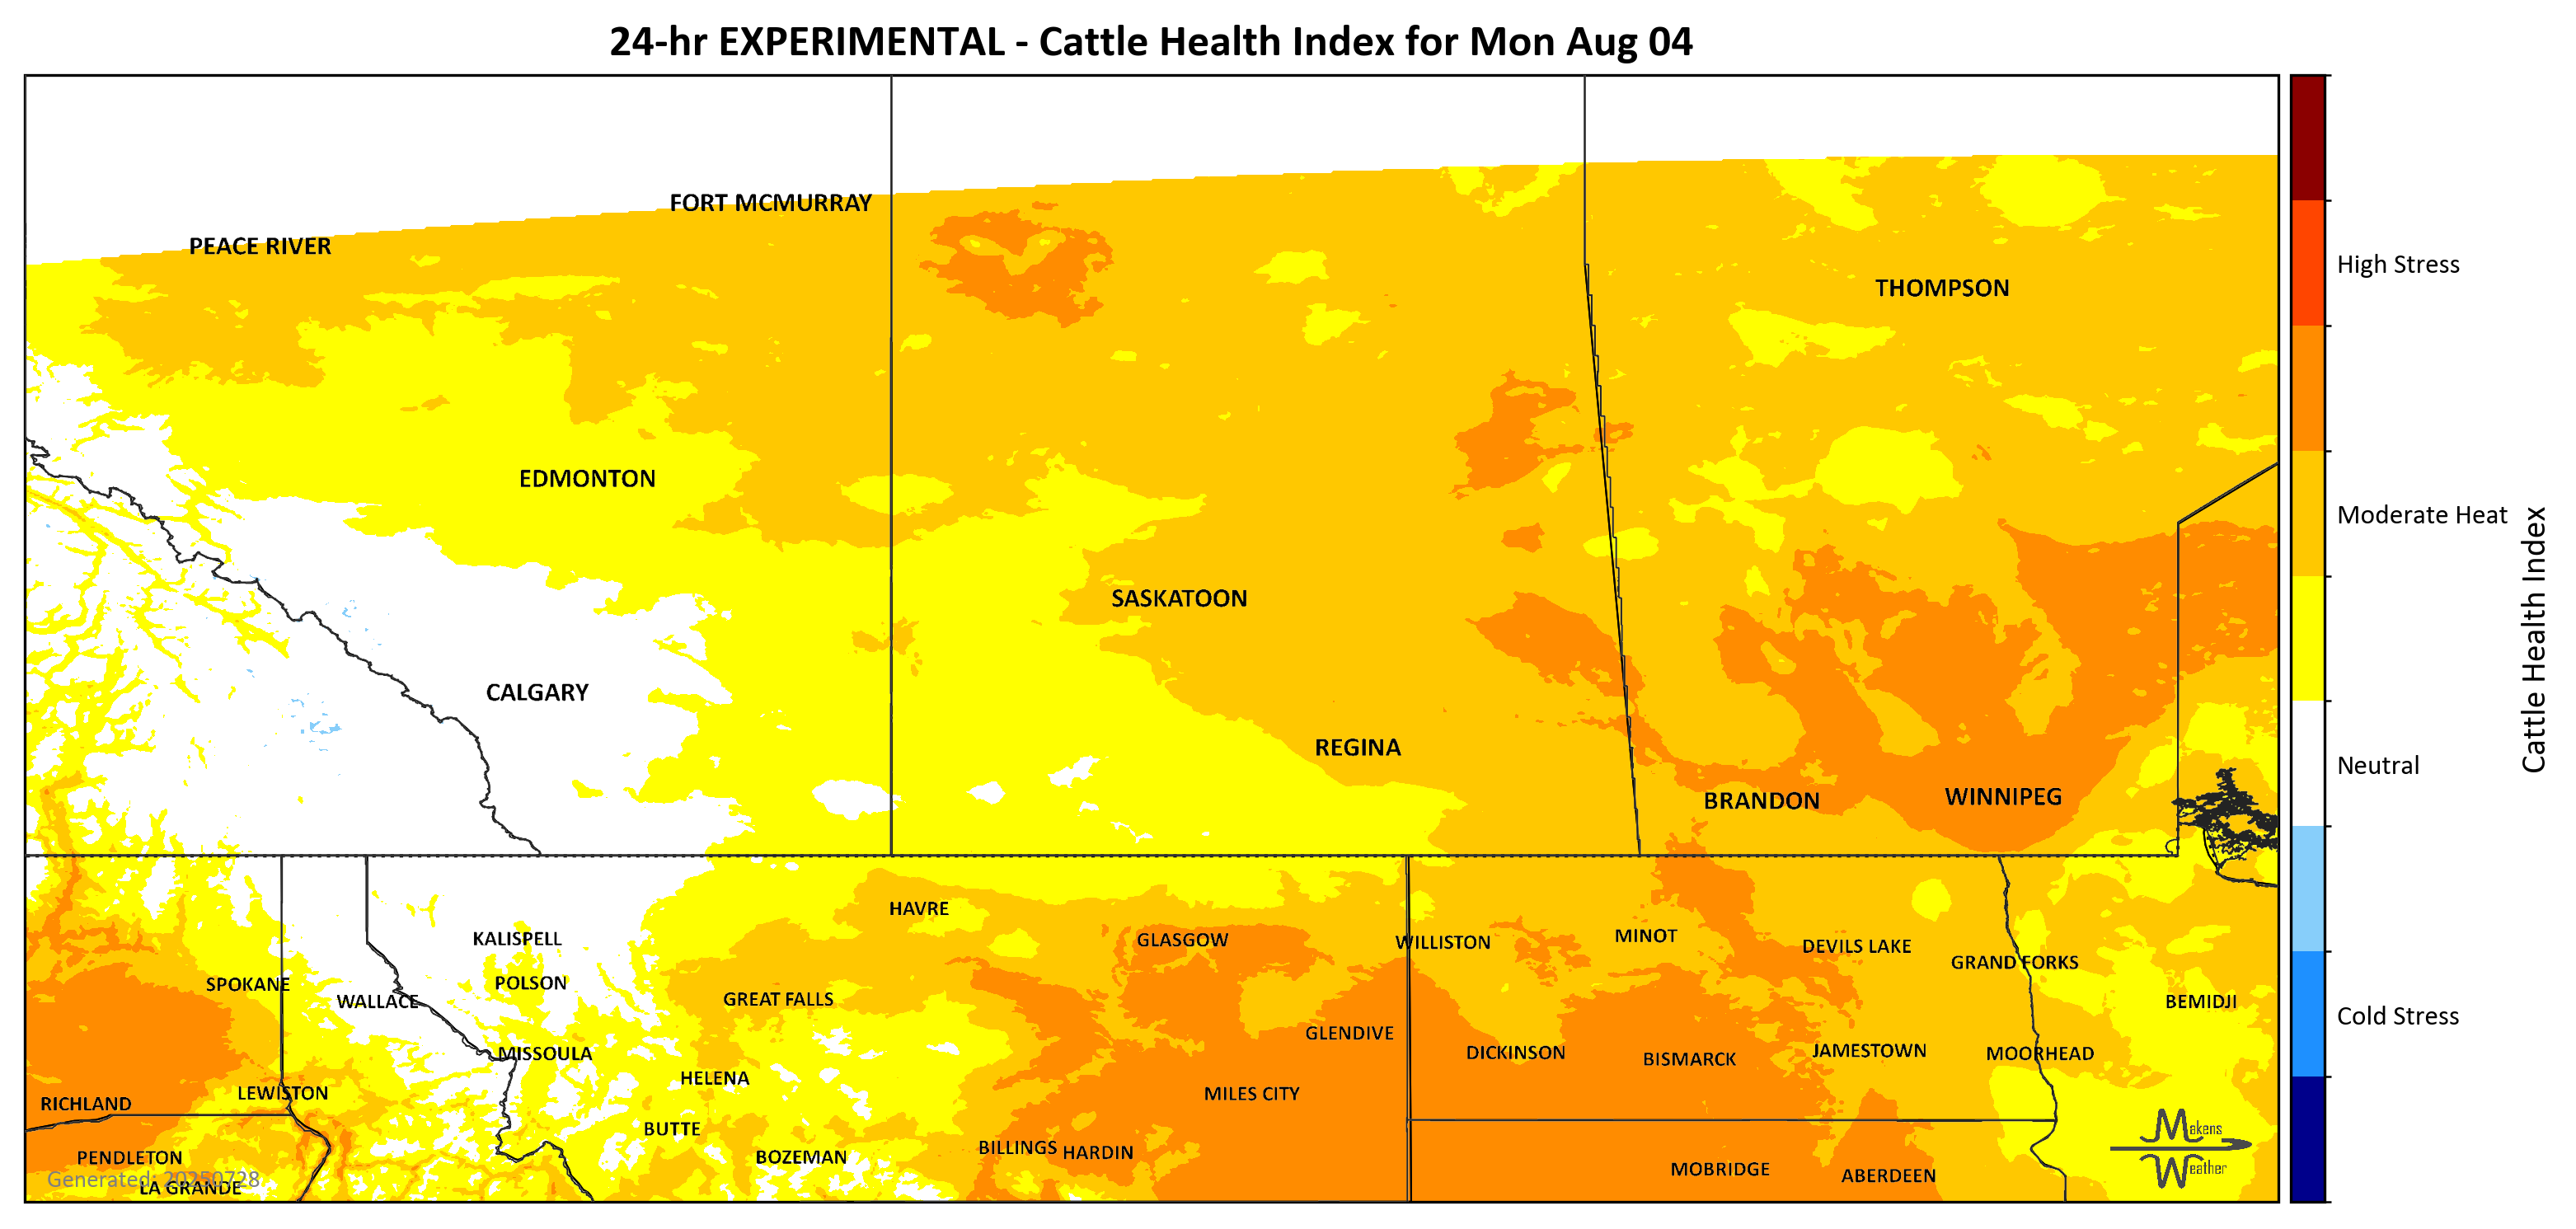 24-hr EXPERIMENTAL - Cattle Health Index for Mon Aug 04
FORT MCMURRAY
PEACE RIVER
THOMPSON
High Stress
EDMONTON
Moderate Heat
SASKATOON
CALGARY
REGINA
Neutral
BRANDON
WINNIPEG
Cattle Health Index
HAVRE
KALISPELL
GLASGOW
WILLISTON
MINOT
DEVILS LAKE
GRAND FORKS
SPOKANE
POLSON
WALLACE
GREAT FALLS
BEMIDJI
Cold Stress
GLENDIVE
MISSOULA
DICKINSON
BISMARCK
JAMESTOWN
MOORHEAD
HELENA
LEWISTON
MILES CITY
RICHLAND
BUTTE
Makens
Weather
PENDLETON
BOZEMAN
BILLINGS
HARDIN
MOBRIDGE
ABERDEEN
Generated: 20250728
LA GRANDE